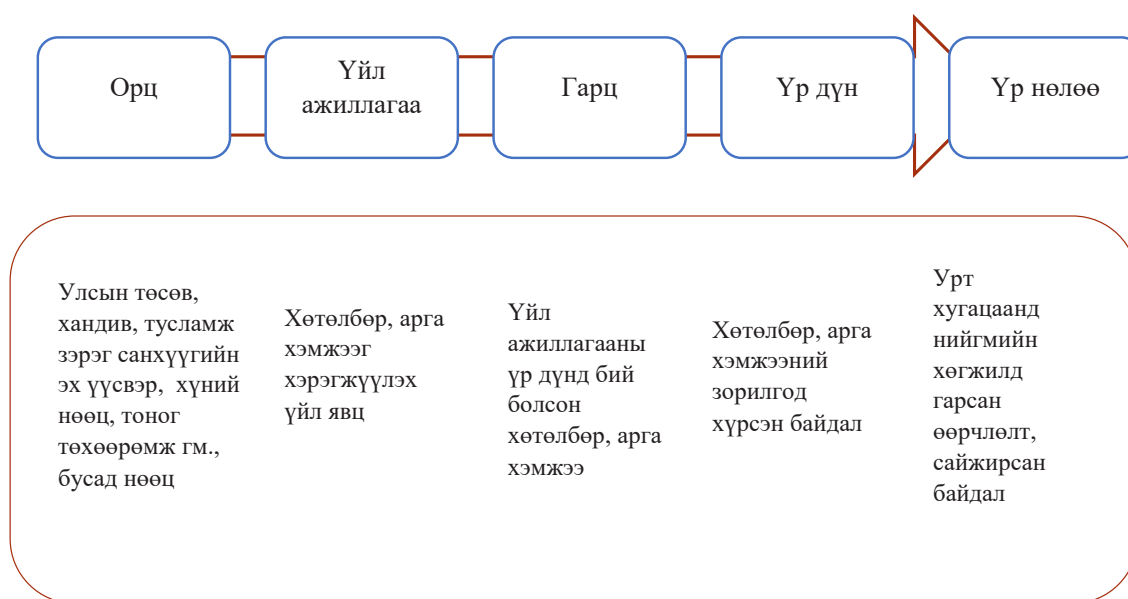 Орц
Үйл
ажиллагаа
Гарц
Үр дүн
Үр нөлөө
Улсын төсөв,
хандив, тусламж
зэрэг санхүүгийн
эх үүсвэр, хүний
нөөц, тоног
төхөөрөмж гм.,
бусад нөөц
Хөтөлбөр, арга
хэмжээг
хэрэгжүүлэх
үйл явц
Үйл
ажиллагааны
үр дүнд бий
болсон
хөтөлбөр, арга
хэмжээ
Хөтөлбөр, арга
хэмжээний
зорилгод
хүрсэн байдал
Урт
хугацаанд
нийгмийн
хөгжилд
гарсан
өөрчлөлт,
сайжирсан
байдал